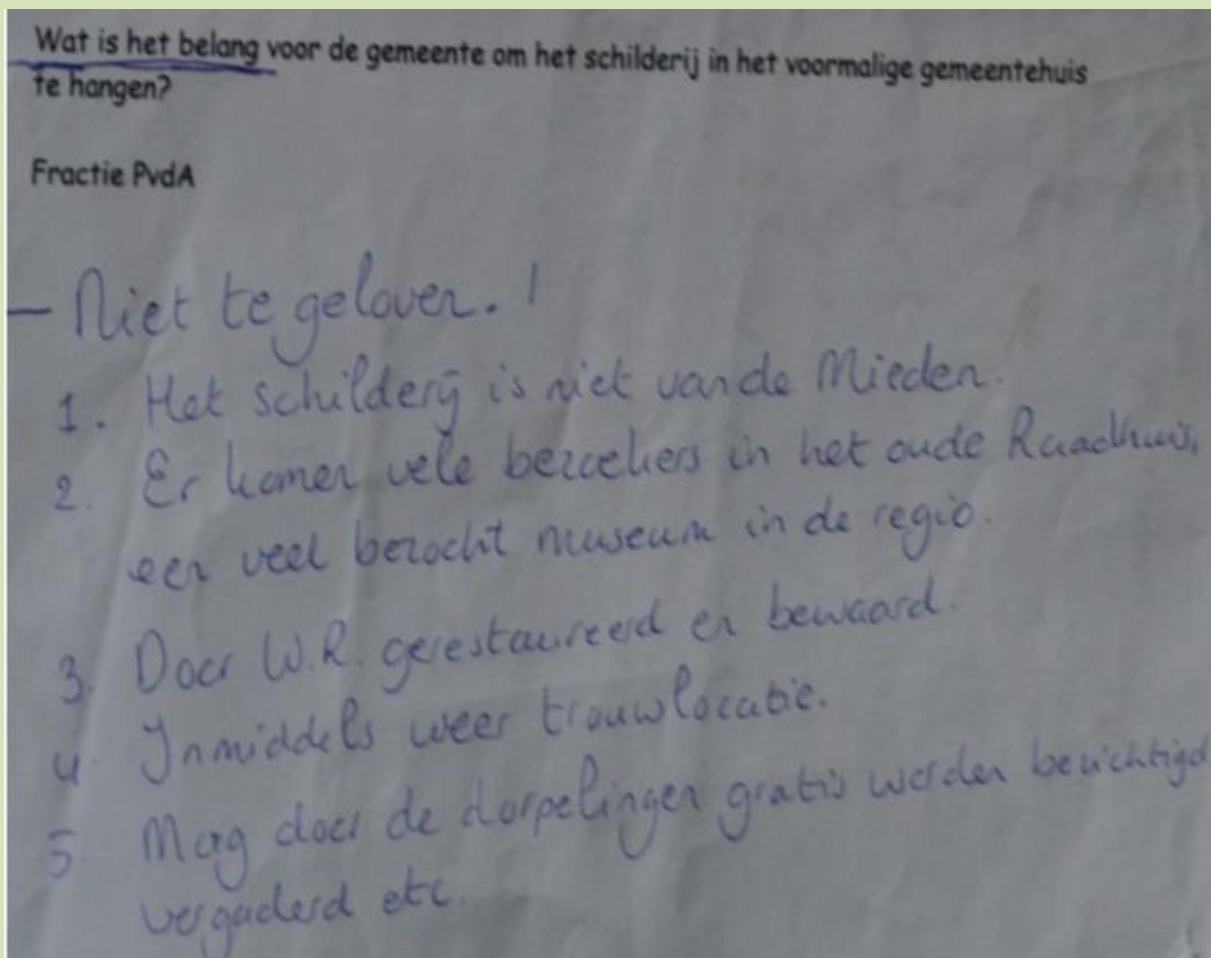 Wat is het belang voor de gemeente om het schilderij in het voormalige gemeentehuis
te hangen?
Fractie PvdA
- Niet te geloven. !
1. Het schilderij is niet van de Mieden.
2. Er komen vele bezoekers in het oude Raadhuis,
een veel bezocht museum in de regio.
3. Door W.R. gerestaureerd en bewaard.
4. Inmiddels weer trouwlocatie.
5 Mag door de dorpelingen gratis werden bezichtigd
vergaderd etc.